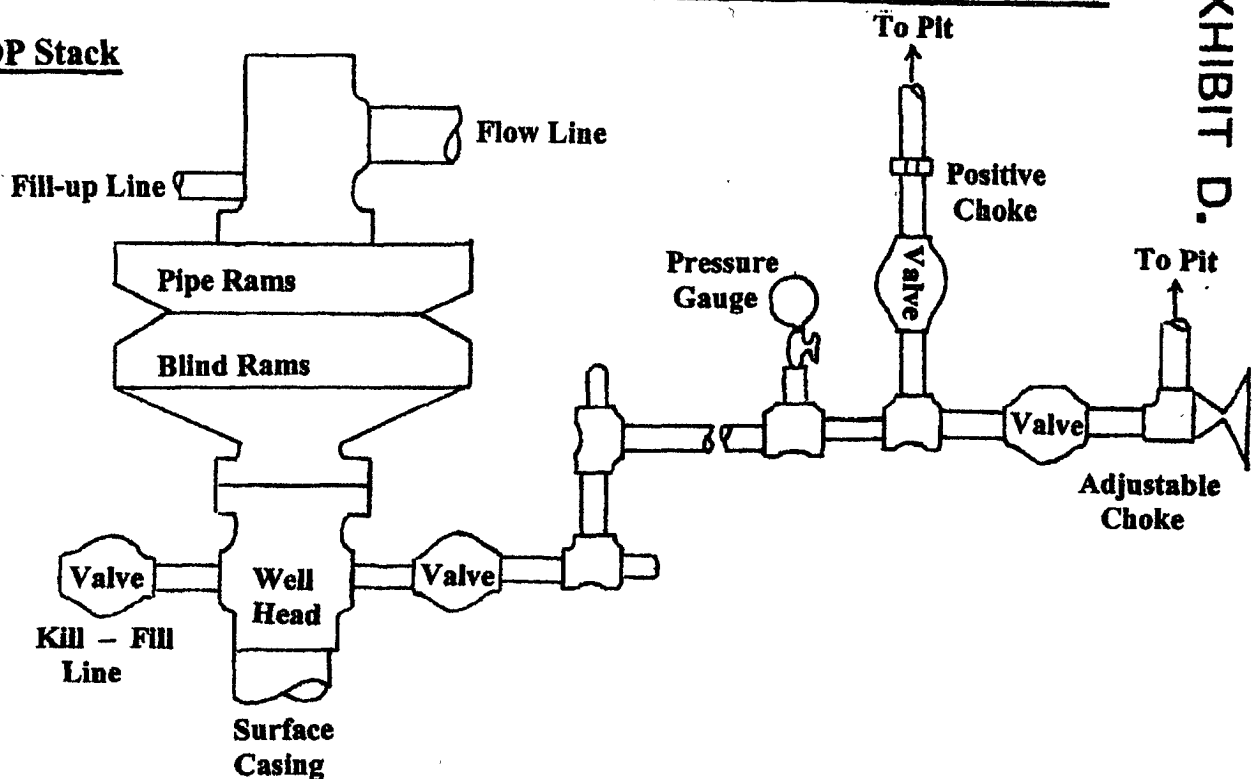 OP Stack
Flow Line
Fill-up Line
Pipe Rams
Blind Rams
Valve
Kill – Fill
Line
Well
Head
Surface
Casing
Valve
Pressure
Gauge
To Pit
Positive
Choke
Valve
Valve
To Pit
Adjustable
Choke
XHIBIT D.